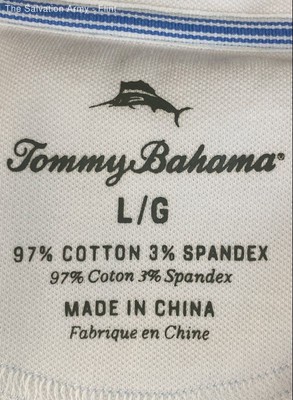 The Salvation Army - Flint
Tommy Bahama®
L/G
97% COTTON 3% SPANDEX
97% Coton 3% Spandex
MADE IN CHINA
Fabrique en Chine